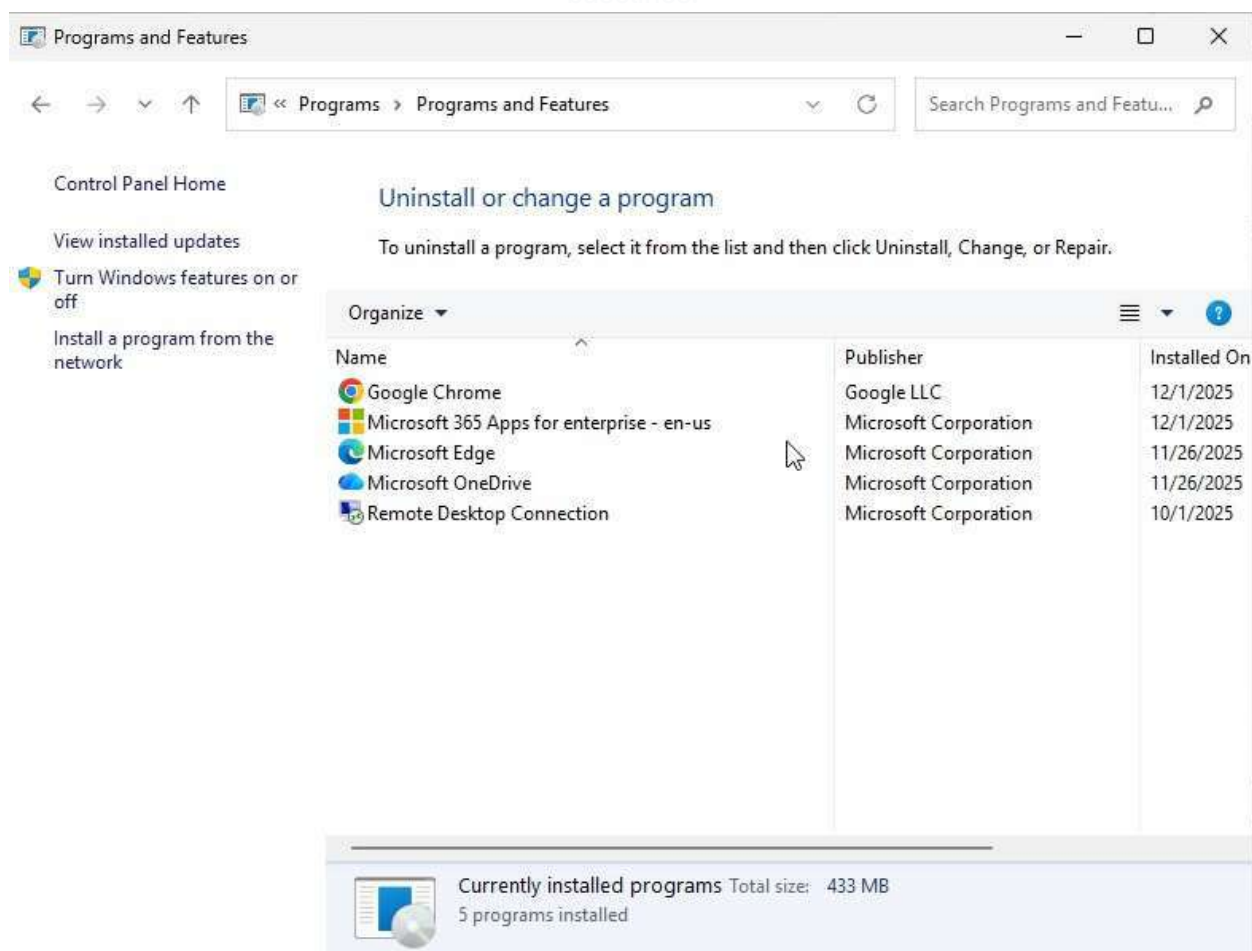 Programs and Features
« Programs > Programs and Features
Search Programs and Featu...
Control Panel Home
View installed updates
Turn Windows features on or
off
Install a program from the
network
Uninstall or change a program
To uninstall a program, select it from the list and then click Uninstall, Change, or Repair.
Organize
Name Publisher Installed On
Google Chrome Google LLC 12/1/2025
Microsoft 365 Apps for enterprise - en-us Microsoft Corporation 12/1/2025
Microsoft Edge Microsoft Corporation 11/26/2025
Microsoft OneDrive Microsoft Corporation 11/26/2025
Remote Desktop Connection Microsoft Corporation 10/1/2025
Currently installed programs Total size: 433 MB
5 programs installed